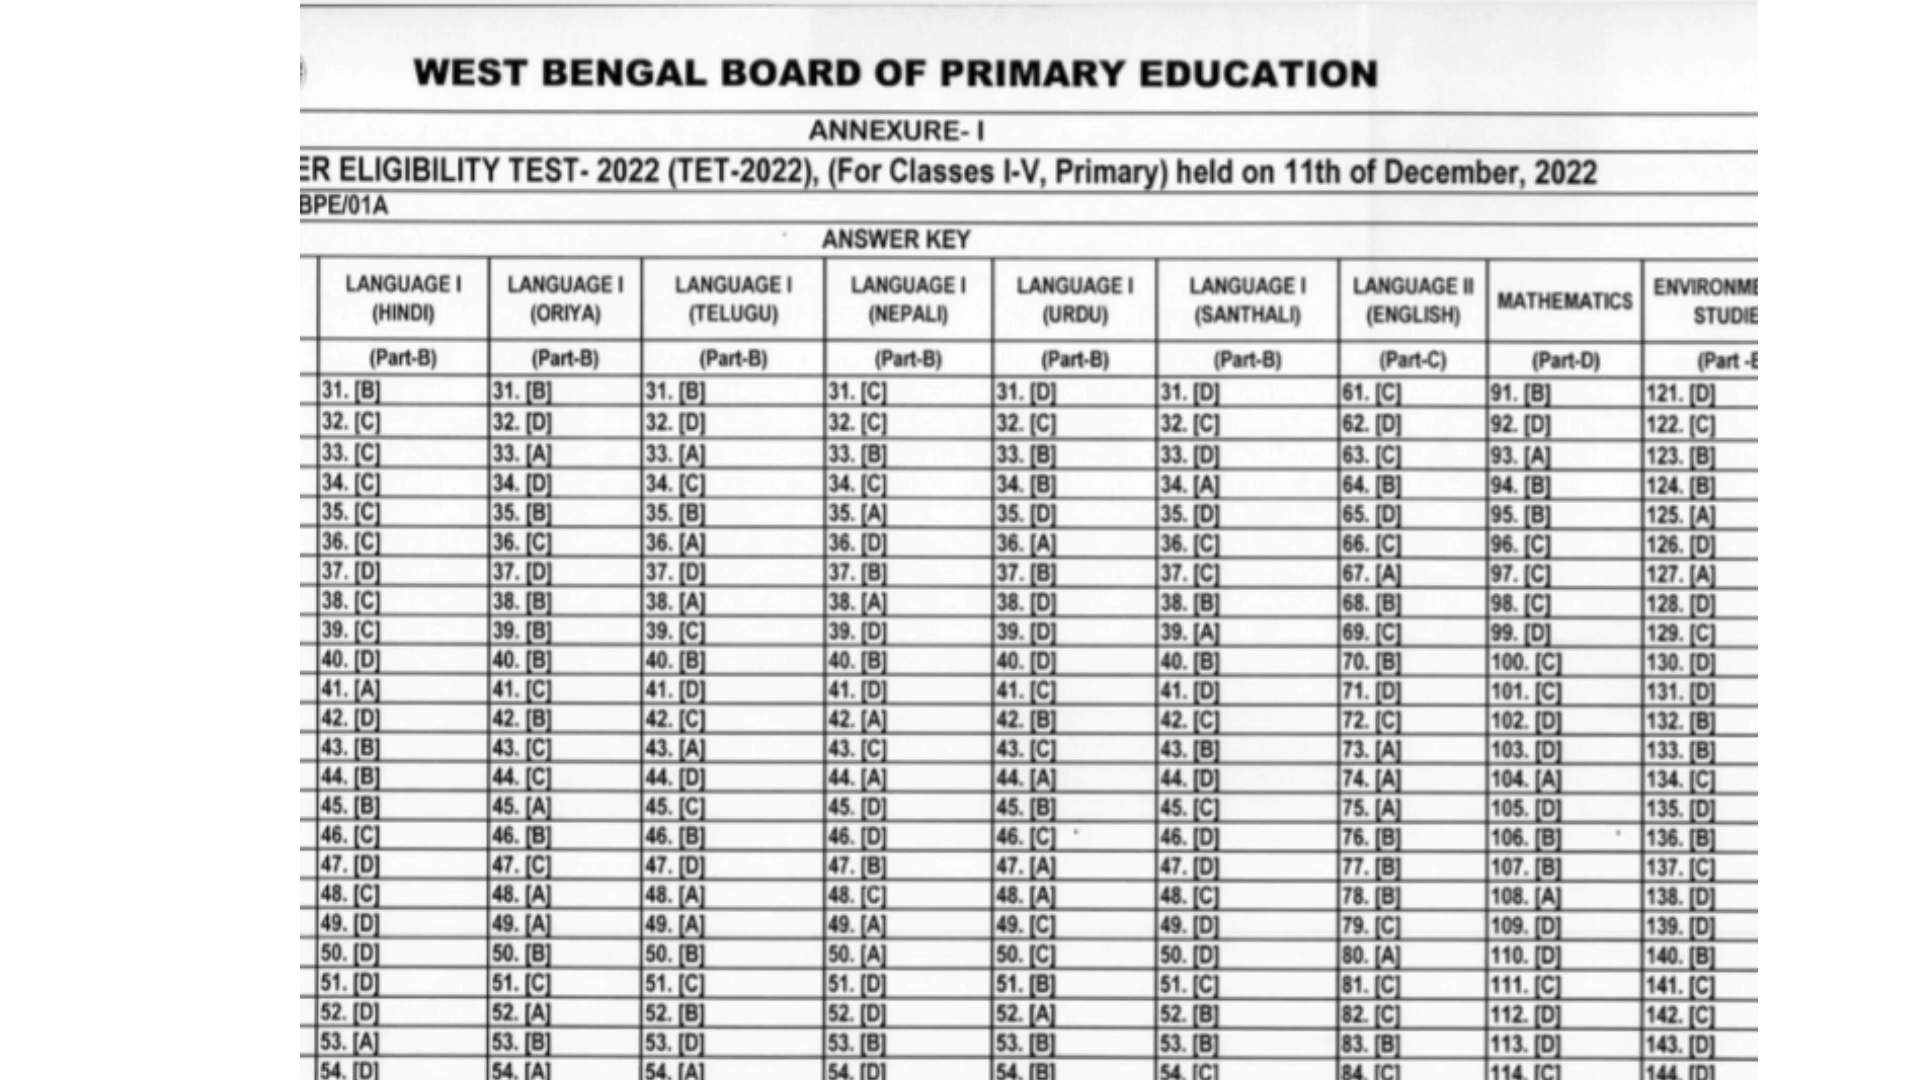 WEST BENGAL BOARD OF PRIMARY EDUCATION
ANNEXURE- I
ER ELIGIBILITY TEST- 2022 (TET-2022), (For Classes I-V, Primary) held on 11th of December, 2022
BPE/01A
ANSWER KEY
LANGUAGE I LANGUAGE I LANGUAGE I LANGUAGE I LANGUAGE I LANGUAGE I LANGUAGE II MATHEMATICS ENVIRONME
(HINDI) (ORIYA) (TELUGU) (NEPALI) (URDU) (SANTHALI) (ENGLISH) STUDIE
(Part-B) (Part-B) (Part-B) (Part-B) (Part-B) (Part-B) (Part-C) (Part-D) (Part -E
31. [B] 31. [B] 31. [B] 31. [C] 31. [D] 31. [D] 61. [C] 91. [B] 121. [D]
32. [C] 32. [D] 32. [D] 32. [C] 32. [C] 32. [C] 62. [D] 92. [D] 122. [C]
33. [C] 33. [A] 33. [A] 33. [B] 33. [B] 33. [D] 63. [C] 93. [A] 123. [B]
34. [C] 34. [D] 34. [C] 34. [C] 34. [B] 34. [A] 64. [B] 94. [B] 124. [B]
35. [C] 35. [B] 35. [B] 35. [A] 35. [D] 35. [D] 65. [D] 95. [B] 125. [A]
36. [C] 36. [C] 36. [A] 36. [D] 36. [A] 36. [C] 66. [C] 96. [C] 126. [D]
37. [D] 37. [D] 37. [D] 37. [B] 37. [B] 37. [C] 67. [A] 97. [C] 127. [A]
38. [C] 38. [B] 38. [A] 38. [A] 38. [D] 38. [B] 68. [B] 98. [C] 128. [D]
39. [C] 39. [B] 39. [C] 39. [D] 39. [D] 39. [A] 69. [C] 99. [D] 129. [C]
40. [D] 40. [B] 40. [B] 40. [B] 40. [D] 40. [B] 70. [B] 100. [C] 130. [D]
41. [A] 41. [C] 41. [D] 41. [D] 41. [C] 41. [D] 71. [D] 101. [C] 131. [D]
42. [D] 42. [B] 42. [C] 42. [A] 42. [B] 42. [C] 72. [C] 102. [D] 132. [B]
43. [B] 43. [C] 43. [A] 43. [C] 43. [C] 43. [B] 73. [A] 103. [D] 133. [B]
44. [B] 44. [C] 44. [D] 44. [A] 44. [A] 44. [D] 74. [A] 104. [A] 134. [C]
45. [B] 45. [A] 45. [C] 45. [D] 45. [B] 45. [C] 75. [A] 105. [D] 135. [D]
46. [C] 46. [B] 46. [B] 46. [D] 46. [C] 46. [D] 76. [B] 106. [B] 136. [B]
47. [D] 47. [C] 47. [D] 47. [B] 47. [A] 47. [D] 77. [B] 107. [B] 137. [C]
48. [C] 48. [A] 48. [A] 48. [C] 48. [A] 48. [C] 78. [B] 108. [A] 138. [D]
49. [D] 49. [A] 49. [A] 49. [A] 49. [C] 49. [D] 79. [C] 109. [D] 139. [D]
50. [D] 50. [B] 50. [B] 50. [A] 50. [C] 50. [D] 80. [A] 110. [D] 140. [B]
51. [D] 51. [C] 51. [C] 51. [D] 51. [B] 51. [C] 81. [C] 111. [C] 141. [C]
52. [D] 52. [A] 52. [B] 52. [D] 52. [A] 52. [B] 82. [C] 112. [D] 142. [C]
53. [A] 53. [B] 53. [D] 53. [B] 53. [B] 53. [B] 83. [B] 113. [D] 143. [D]
54. [D] 54. [A] 54. [A] 54. [D] 54. [B] 54. [C] 84. [C] 114. [C] 144. [D]